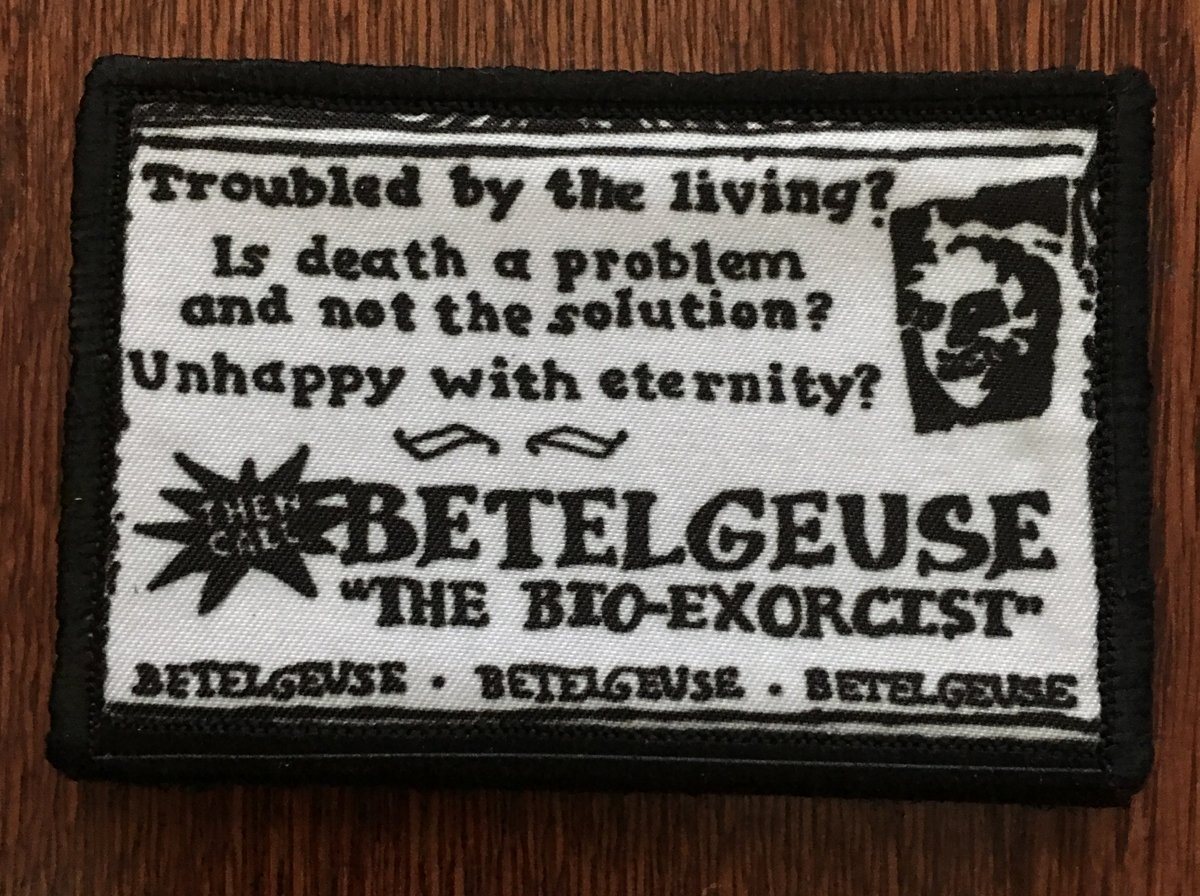 Troubled by the living?
Is death a problem
and not the solution?
Unhappy with eternity?
THEN
CALL
BETELGEUSE
"THE BIO-EXORCIST"
BETELGEUSE · BETELGEUSE · BETELGEUSE